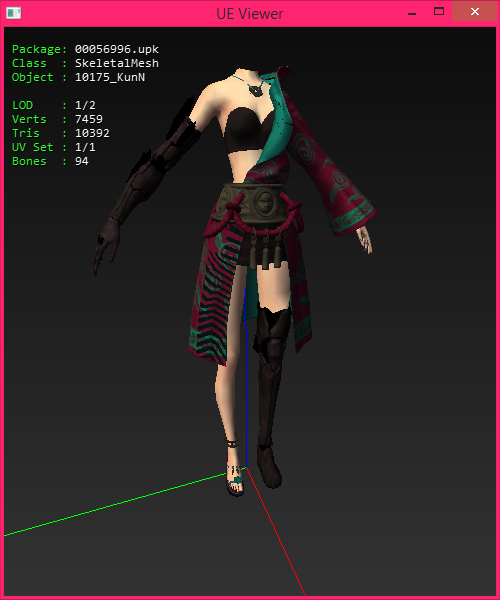 UE Viewer
Package: 00056996.upk
Class  : SkeletalMesh
Object : 10175_KunN
LOD    : 1/2
Verts  : 7459
Tris   : 10392
UV Set : 1/1
Bones  : 94